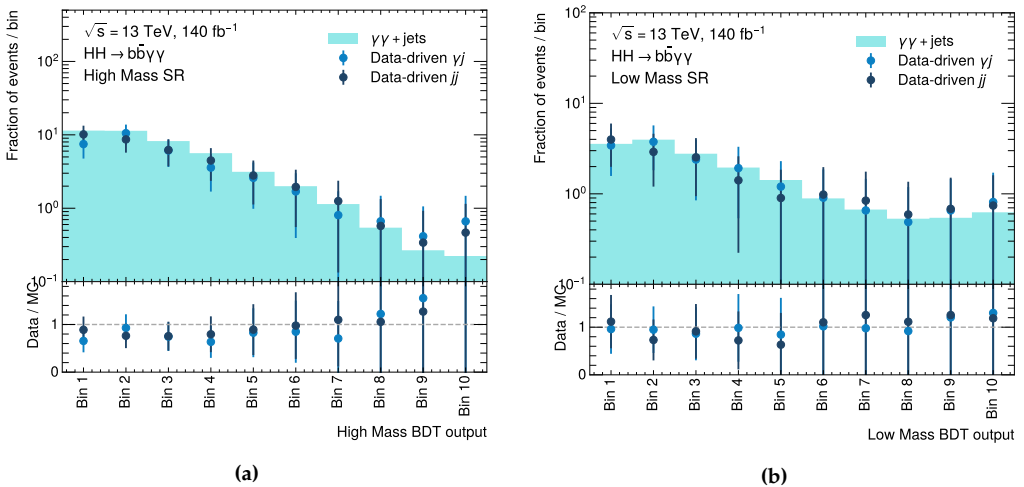 Fraction of events / bin
√s = 13 TeV, 140 fb⁻¹
HH → bb̄γγ
High Mass SR
γγ + jets
Data-driven γj
Data-driven jj
10²
10¹
10⁰
10⁻¹
Data / MC
1
0
Bin 1 Bin 2 Bin 3 Bin 4 Bin 5 Bin 6 Bin 7 Bin 8 Bin 9 Bin 10
High Mass BDT output
(a)
Fraction of events / bin
√s = 13 TeV, 140 fb⁻¹
HH → bb̄γγ
Low Mass SR
γγ + jets
Data-driven γj
Data-driven jj
10²
10¹
10⁰
10⁻¹
Data / MC
1
0
Bin 1 Bin 2 Bin 3 Bin 4 Bin 5 Bin 6 Bin 7 Bin 8 Bin 9 Bin 10
Low Mass BDT output
(b)